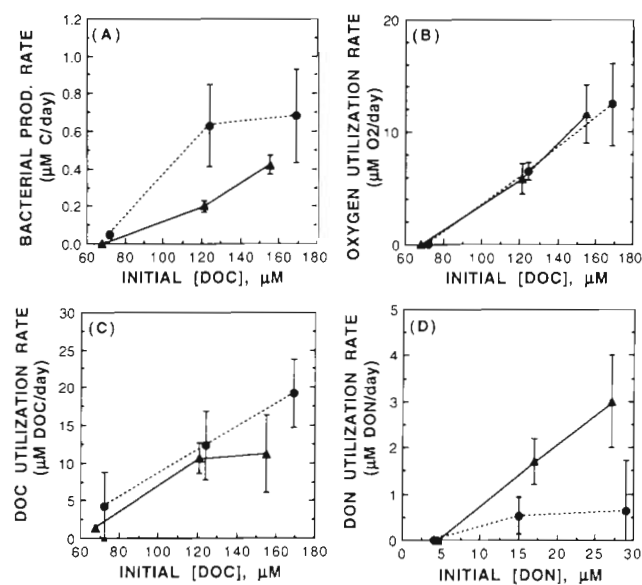 (A)
BACTERIAL PROD. RATE
(μM C/day)
1.2
1.0
0.8
0.6
0.4
0.2
0.0
60 80 100 120 140 160 180
INITIAL [DOC], μM
(B)
OXYGEN UTILIZATION RATE
(μM O2/day)
20
10
0
60 80 100 120 140 160 180
INITIAL [DOC], μM
(C)
DOC UTILIZATION RATE
(μM DOC/day)
30
25
20
15
10
5
0
60 80 100 120 140 160 180
INITIAL [DOC], μM
(D)
DON UTILIZATION RATE
(μM DON/day)
5
4
3
2
1
0
0 5 10 15 20 25 30
INITIAL [DON], μM